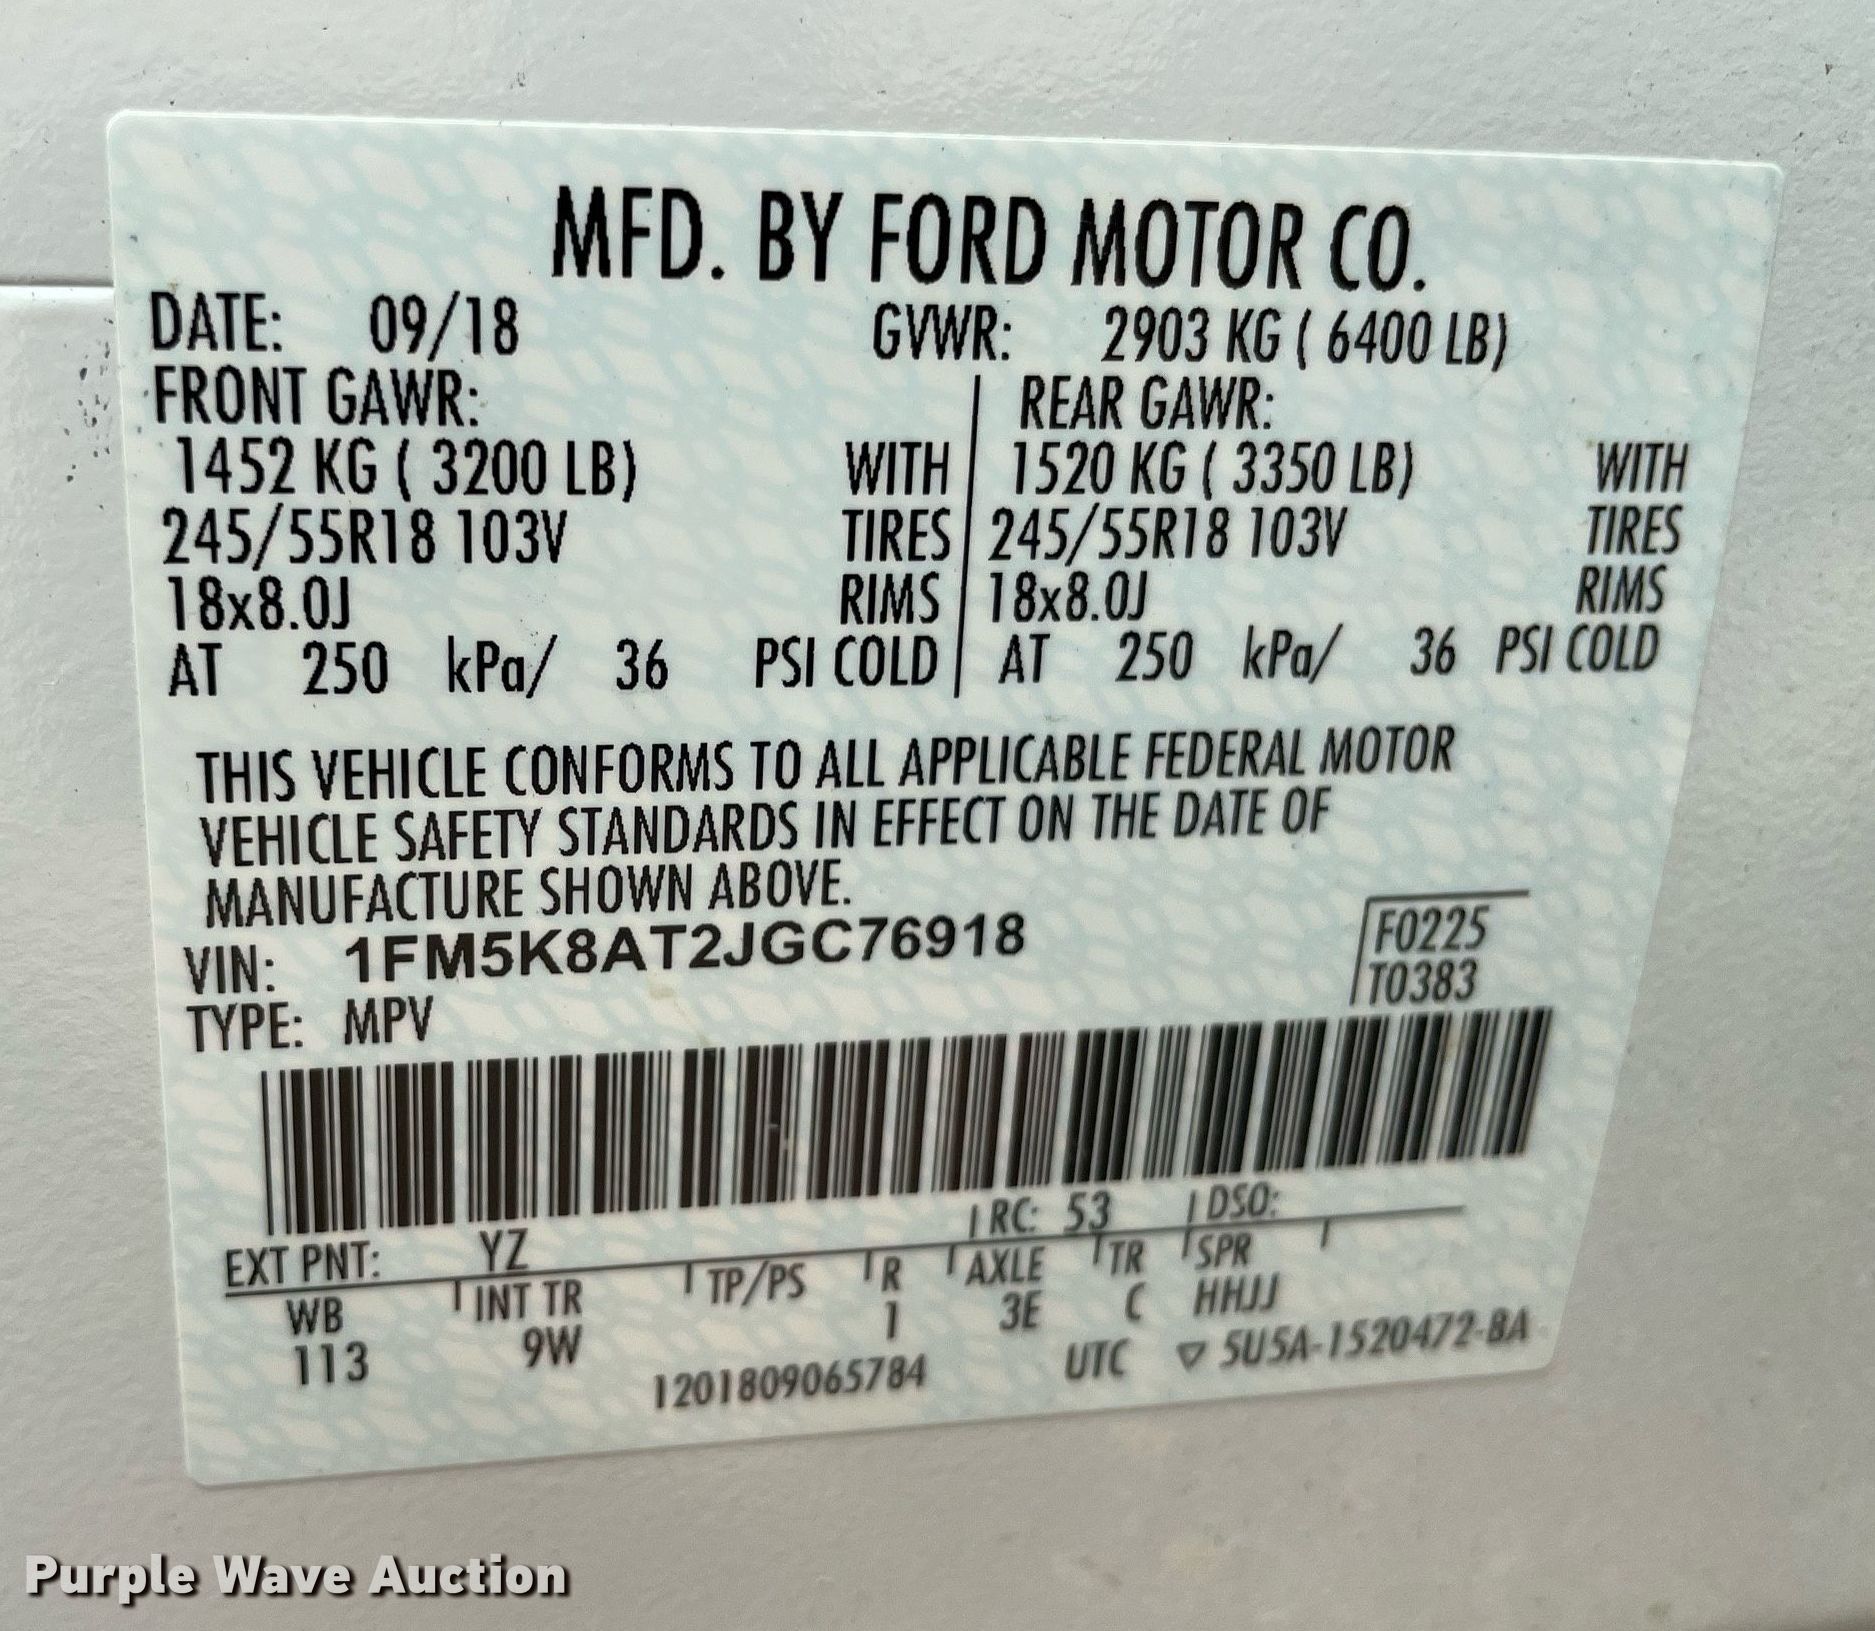 MFD. BY FORD MOTOR CO.
DATE: 09/18 GVWR: 2903 KG ( 6400 LB)
FRONT GAWR: REAR GAWR:
1452 KG ( 3200 LB) WITH 1520 KG ( 3350 LB) WITH
245/55R18 103V TIRES 245/55R18 103V TIRES
18x8.0J RIMS 18x8.0J RIMS
AT 250 kPa/ 36 PSI COLD AT 250 kPa/ 36 PSI COLD
THIS VEHICLE CONFORMS TO ALL APPLICABLE FEDERAL MOTOR
VEHICLE SAFETY STANDARDS IN EFFECT ON THE DATE OF
MANUFACTURE SHOWN ABOVE.
VIN: 1FM5K8AT2JGC76918 F0225
TYPE: MPV T0383
EXT PNT: YZ RC: 53 DSO:
WB INT TR TP/PS R AXLE TR SPR
113 9W 1 3E C HHJJ
1201809065784 UTC ▽ 5U5A-1520472-BA
Purple Wave Auction